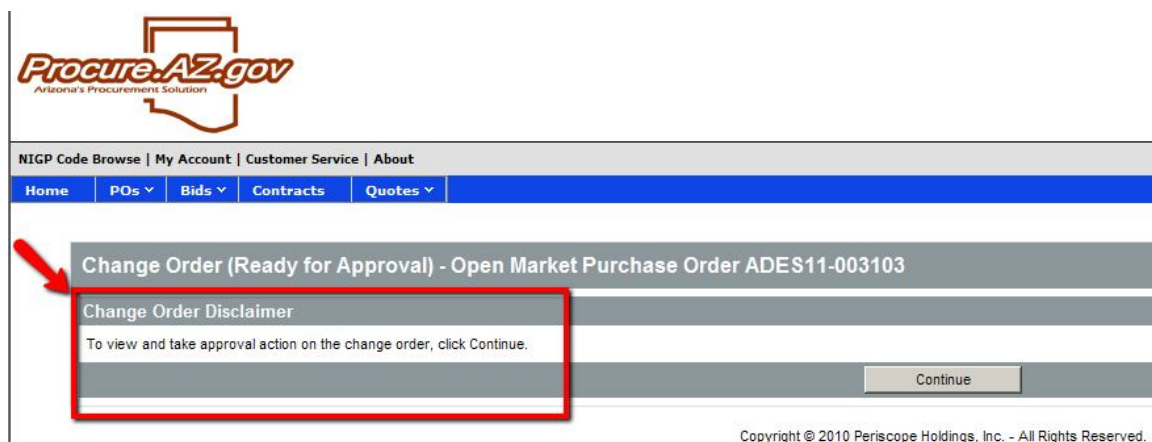 Procure.AZ.gov
Arizona's Procurement Solution
NIGP Code Browse | My Account | Customer Service | About
Home POs Bids Contracts Quotes
Change Order (Ready for Approval) - Open Market Purchase Order ADES11-003103
Change Order Disclaimer
To view and take approval action on the change order, click Continue.
Continue
Copyright © 2010 Periscope Holdings, Inc. - All Rights Reserved.